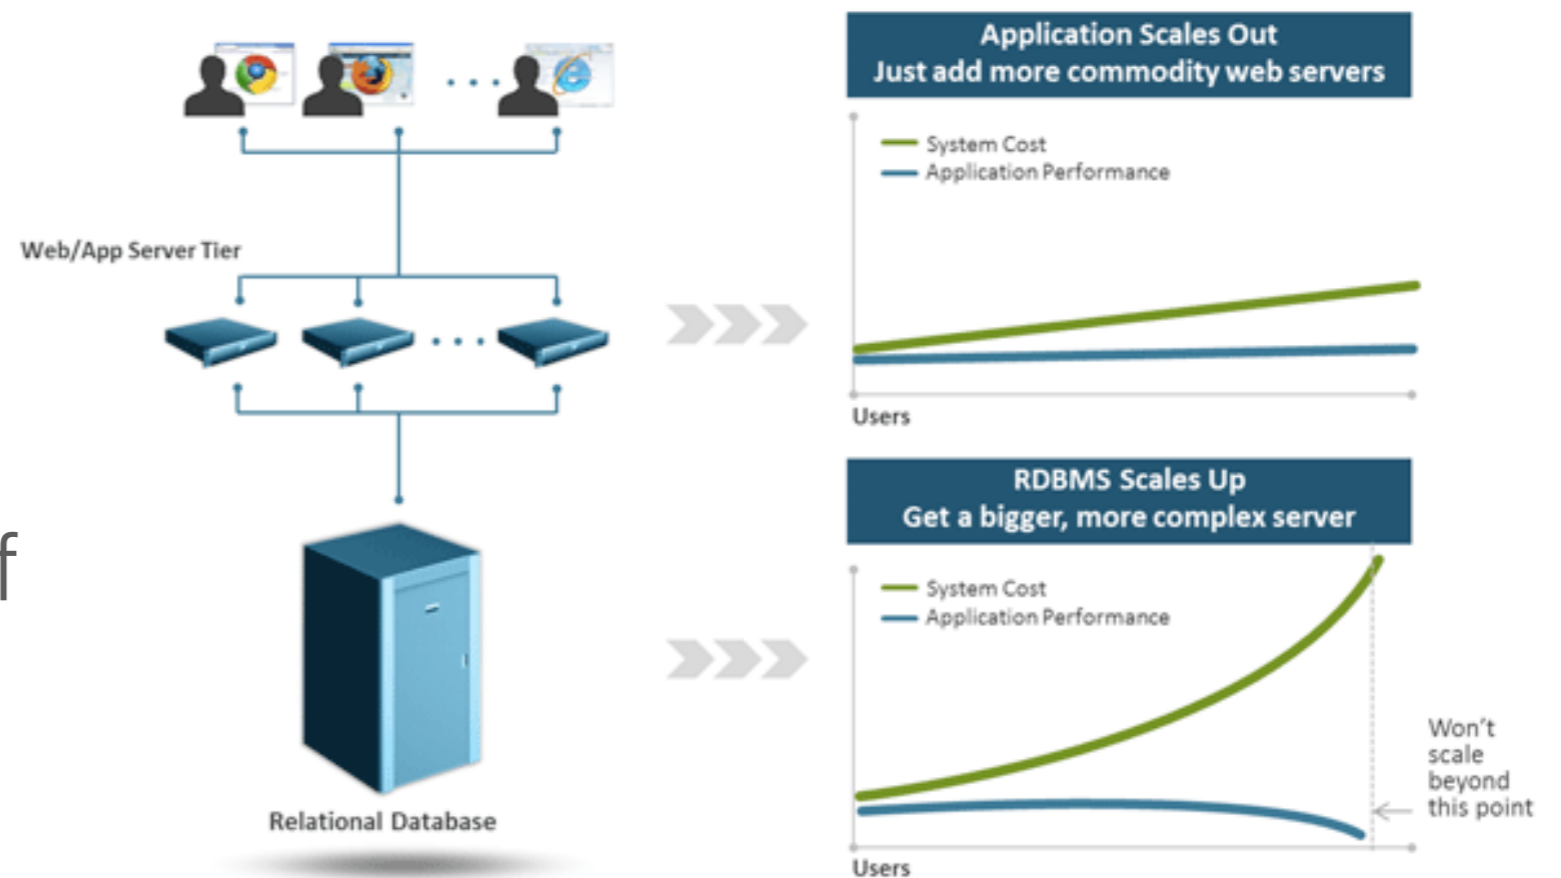 Application Scales Out
Just add more commodity web servers
System Cost
Application Performance
Web/App Server Tier
Users
RDBMS Scales Up
Get a bigger, more complex server
f
System Cost
Application Performance
Won't
scale
beyond
this point
Relational Database
Users